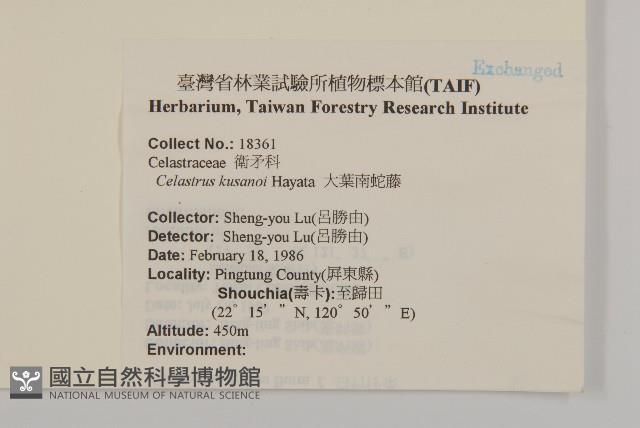 Exchanged
臺灣省林業試驗所植物標本館(TAIF)
Herbarium, Taiwan Forestry Research Institute
Collect No.: 18361
Celastraceae 衛矛科
Celastrus kusanoi Hayata 大葉南蛇藤
Collector: Sheng-you Lu(呂勝由)
Detector: Sheng-you Lu(呂勝由)
Date: February 18, 1986
Locality: Pingtung County(屏東縣)
Shouchia(壽卡):至歸田
(22° 15' " N, 120° 50' " E)
Altitude: 450m
Environment:
國立自然科學博物館
NATIONAL MUSEUM OF NATURAL SCIENCE